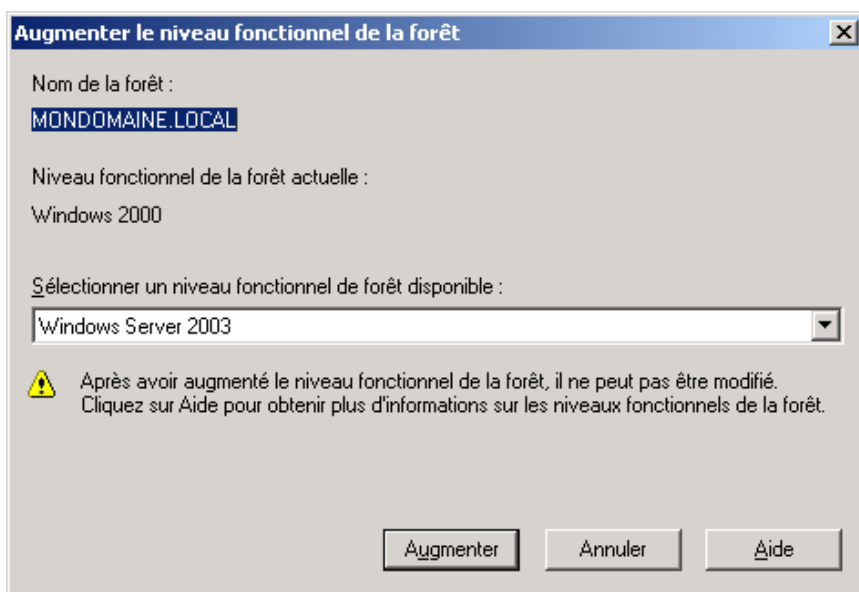 Augmenter le niveau fonctionnel de la forêt
Nom de la forêt :
MONDOMAINE.LOCAL
Niveau fonctionnel de la forêt actuelle :
Windows 2000
Sélectionner un niveau fonctionnel de forêt disponible :
Windows Server 2003
Après avoir augmenté le niveau fonctionnel de la forêt, il ne peut pas être modifié.
Cliquez sur Aide pour obtenir plus d'informations sur les niveaux fonctionnels de la forêt.
Augmenter Annuler Aide